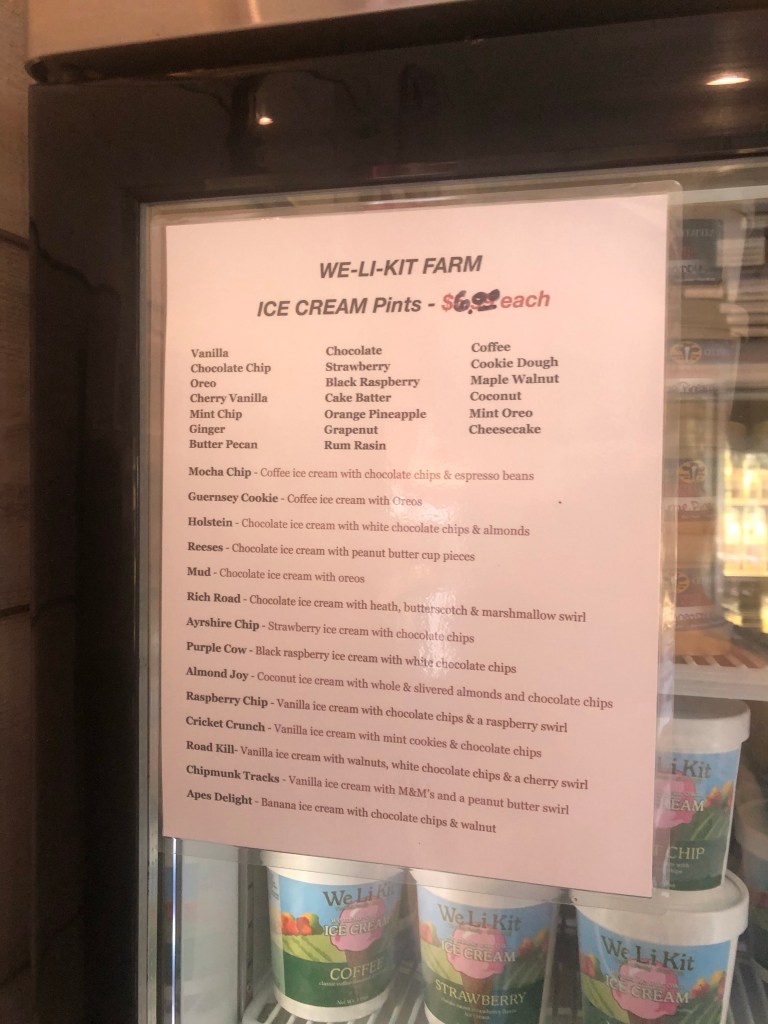 WE-LI-KIT FARM
ICE CREAM Pints - $6.99 each
Vanilla
Chocolate Chip
Oreo
Cherry Vanilla
Mint Chip
Ginger
Butter Pecan
Chocolate
Strawberry
Black Raspberry
Cake Batter
Orange Pineapple
Grapenut
Rum Rasin
Coffee
Cookie Dough
Maple Walnut
Coconut
Mint Oreo
Cheesecake
Mocha Chip - Coffee ice cream with chocolate chips & espresso beans
Guernsey Cookie - Coffee ice cream with Oreos
Holstein - Chocolate ice cream with white chocolate chips & almonds
Reeses - Chocolate ice cream with peanut butter cup pieces
Mud - Chocolate ice cream with oreos
Rich Road - Chocolate ice cream with heath, butterscotch & marshmallow swirl
Ayrshire Chip - Strawberry ice cream with chocolate chips
Purple Cow - Black raspberry ice cream with white chocolate chips
Almond Joy - Coconut ice cream with whole & slivered almonds and chocolate chips
Raspberry Chip - Vanilla ice cream with chocolate chips & a raspberry swirl
Cricket Crunch - Vanilla ice cream with mint cookies & chocolate chips
Road Kill- Vanilla ice cream with walnuts, white chocolate chips & a cherry swirl
Chipmunk Tracks - Vanilla ice cream with M&M's and a peanut butter swirl
Apes Delight - Banana ice cream with chocolate chips & walnut
Li Kit
CREAM
CHIP
We Li Kit
ICE CREAM
COFFEE
We Li Kit
ICE CREAM
STRAWBERRY
We Li Kit
ICE CREAM